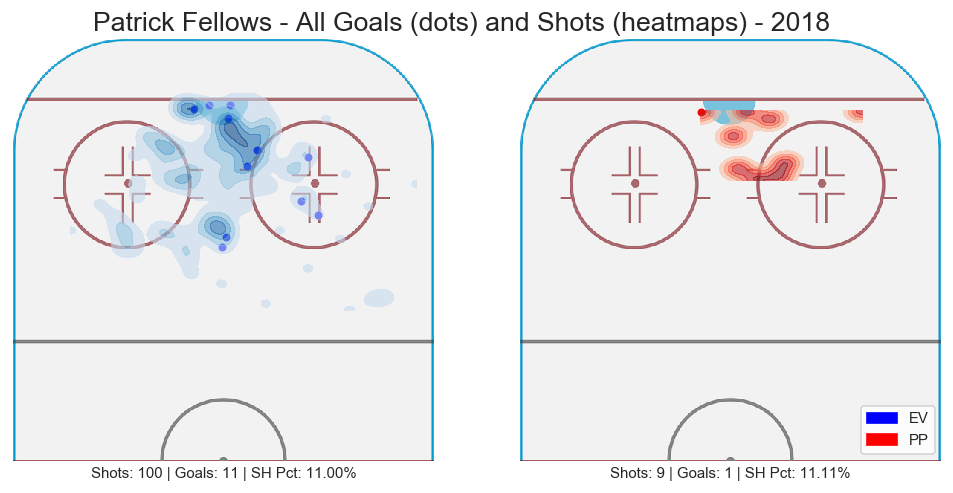 Patrick Fellows - All Goals (dots) and Shots (heatmaps) - 2018
EV
PP
Shots: 100 | Goals: 11 | SH Pct: 11.00%
Shots: 9 | Goals: 1 | SH Pct: 11.11%